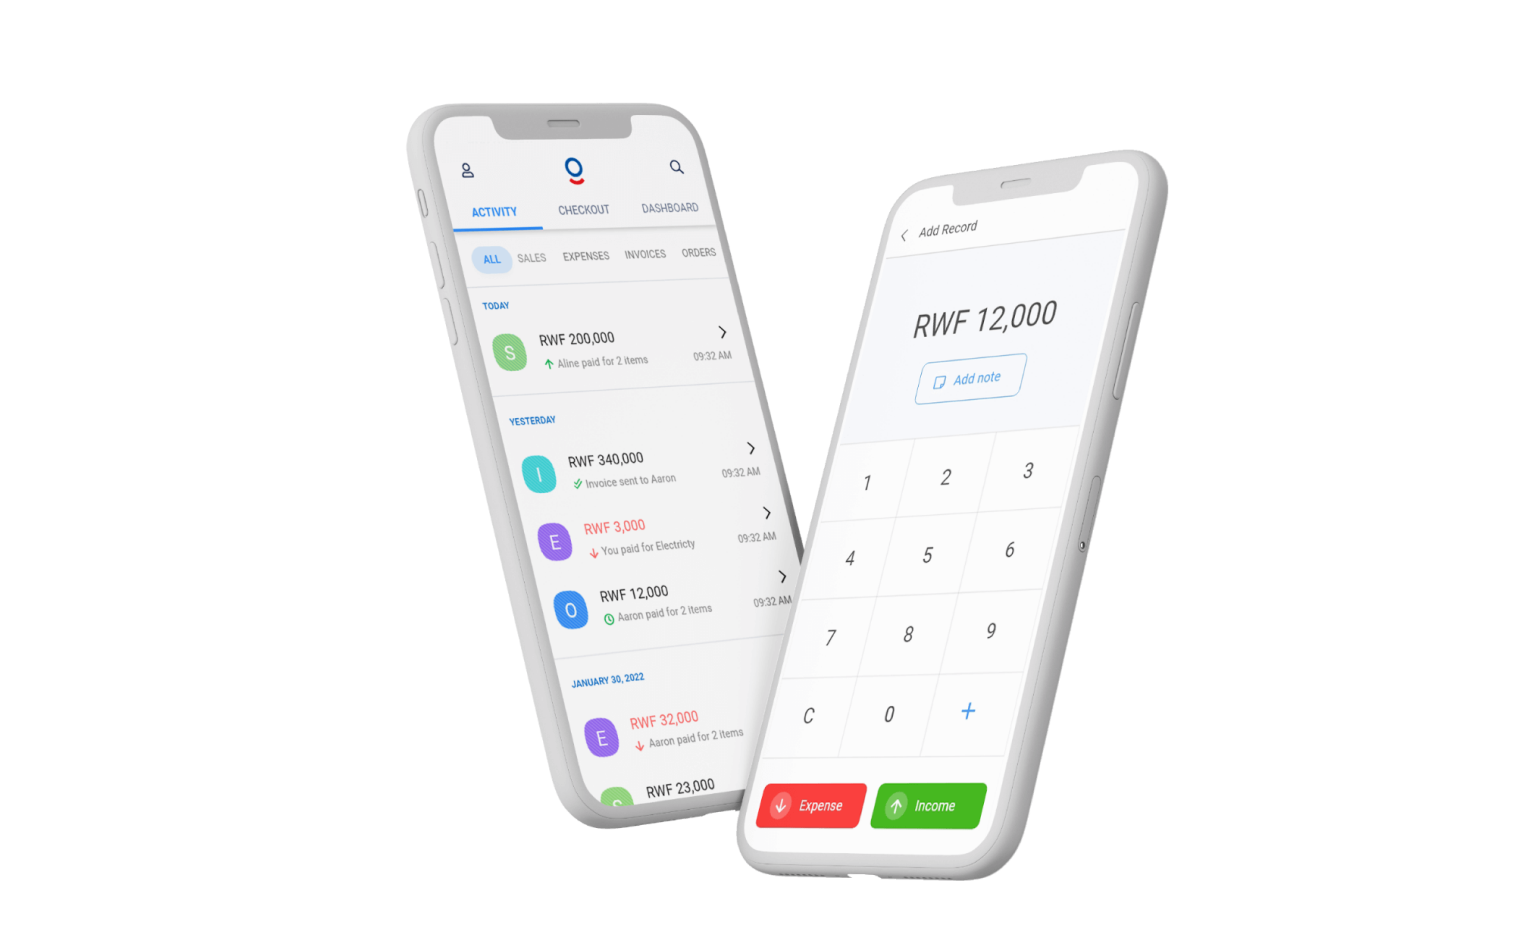 ACTIVITY CHECKOUT DASHBOARD
ALL SALES EXPENSES INVOICES ORDERS
TODAY
S RWF 200,000
Aline paid for 2 items 09:32 AM
YESTERDAY
I RWF 340,000
Invoice sent to Aaron 09:32 AM
E RWF 3,000
You paid for Electricty 09:32 AM
O RWF 12,000
Aaron paid for 2 items 09:32 AM
JANUARY 30, 2022
E RWF 32,000
Aaron paid for 2 items
S RWF 23,000
Add Record
RWF 12,000
Add note
1 2 3
4 5 6
7 8 9
C 0 +
Expense Income